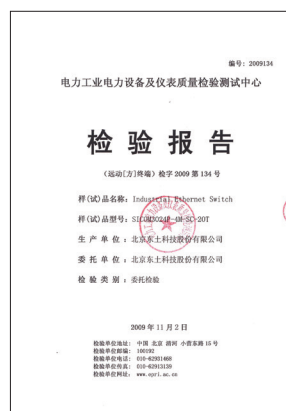 编号: 2009134
电力工业电力设备及仪表质量检验测试中心
检验报告
（远动[方]终端）检字 2009 第 134 号
样(试)品名称: Industrial Ethernet Switch
样(试)品型号: SICOM3024P-4M-SC-20T
生产单位: 北京东土科技股份有限公司
委托单位: 北京东土科技股份有限公司
检验类别: 委托检验
2009 年 11 月 2 日
检验单位地址: 中国 北京 清河 小营东路 15 号
检验单位邮编: 100192
检验单位电话: 010-82931468
检验单位传真: 010-62913139
检验单位网址: www.epri.ac.cn